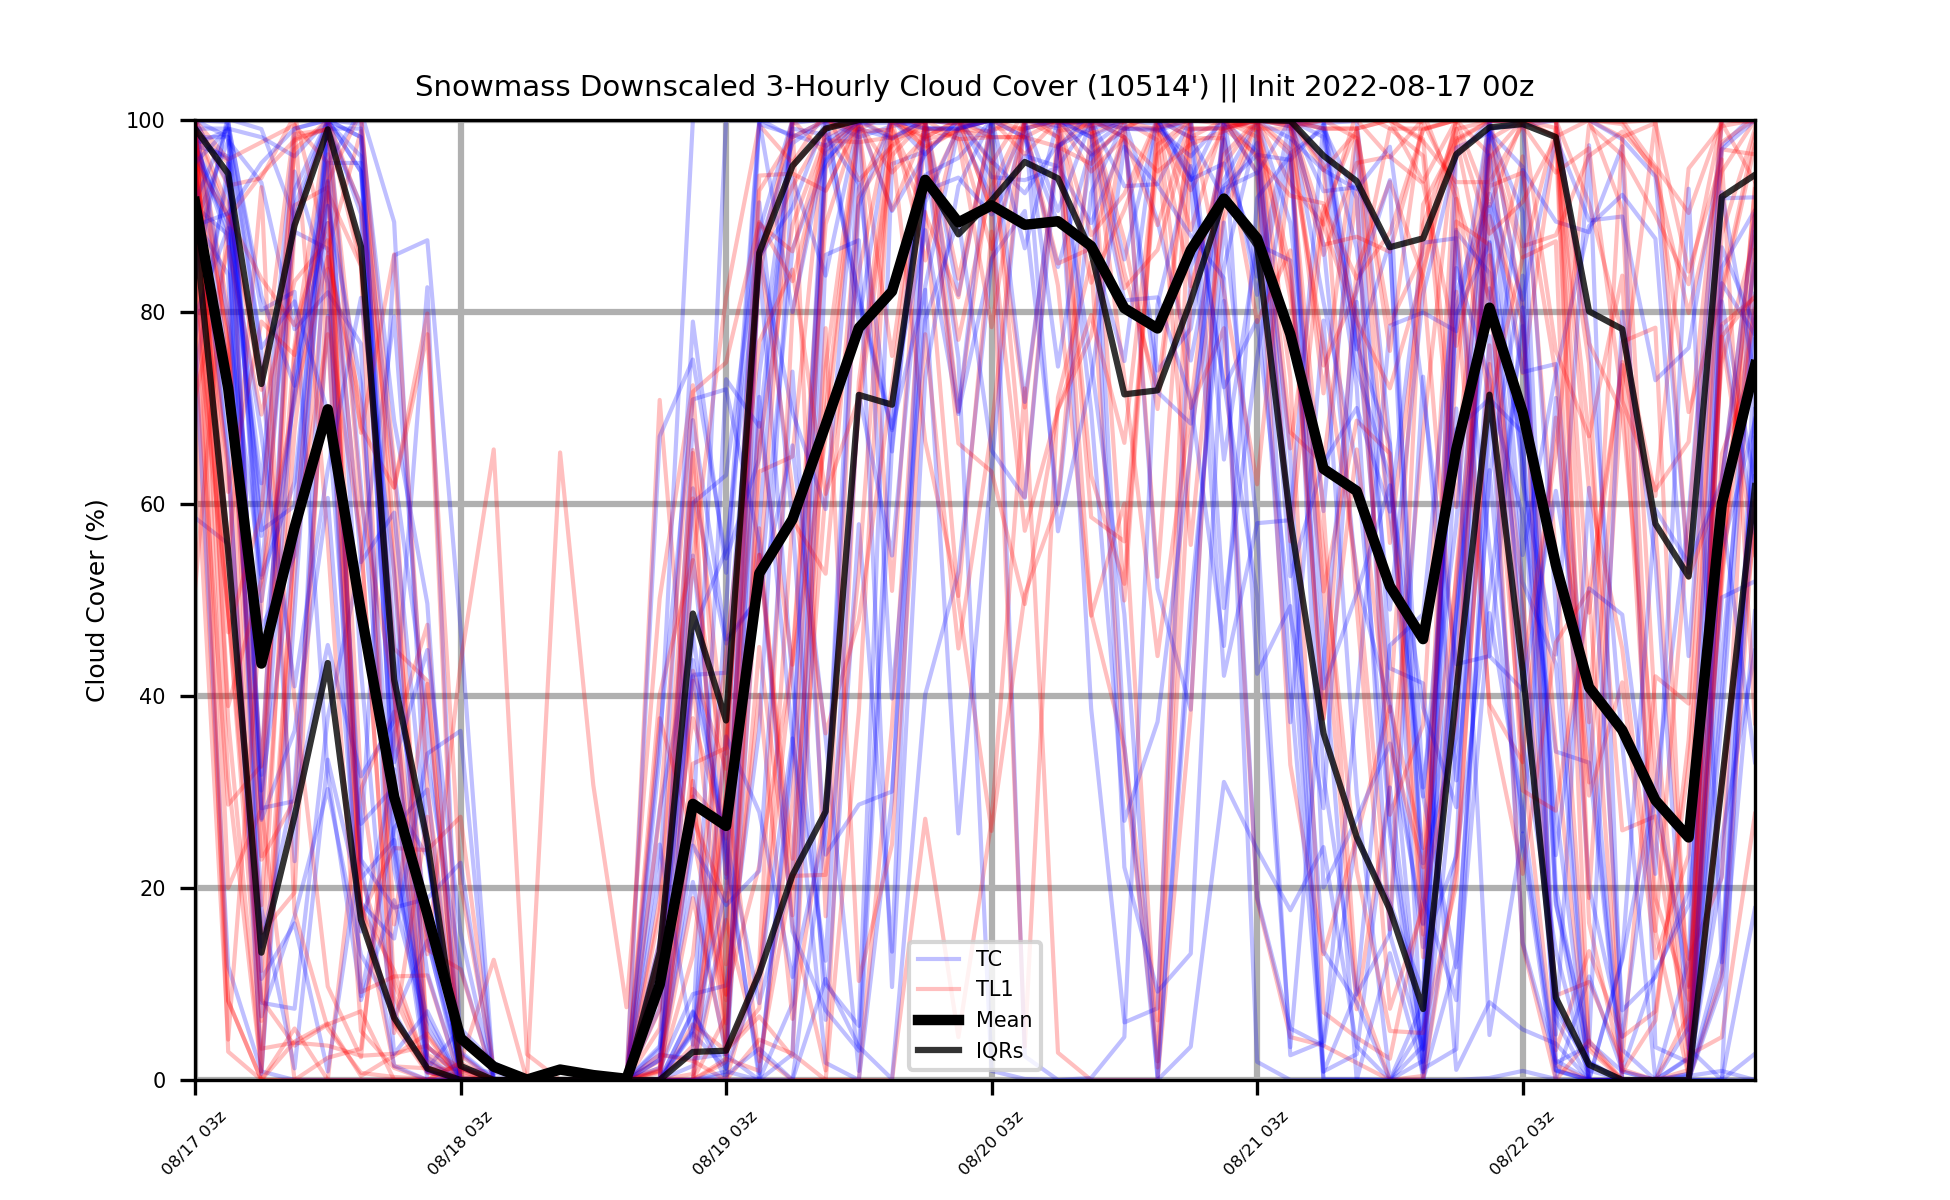 Snowmass Downscaled 3-Hourly Cloud Cover (10514') || Init 2022-08-17 00z
Cloud Cover (%)
100
80
60
40
20
0
TC
TL1
Mean
IQRs
08/17 03z
08/18 03z
08/19 03z
08/20 03z
08/21 03z
08/22 03z